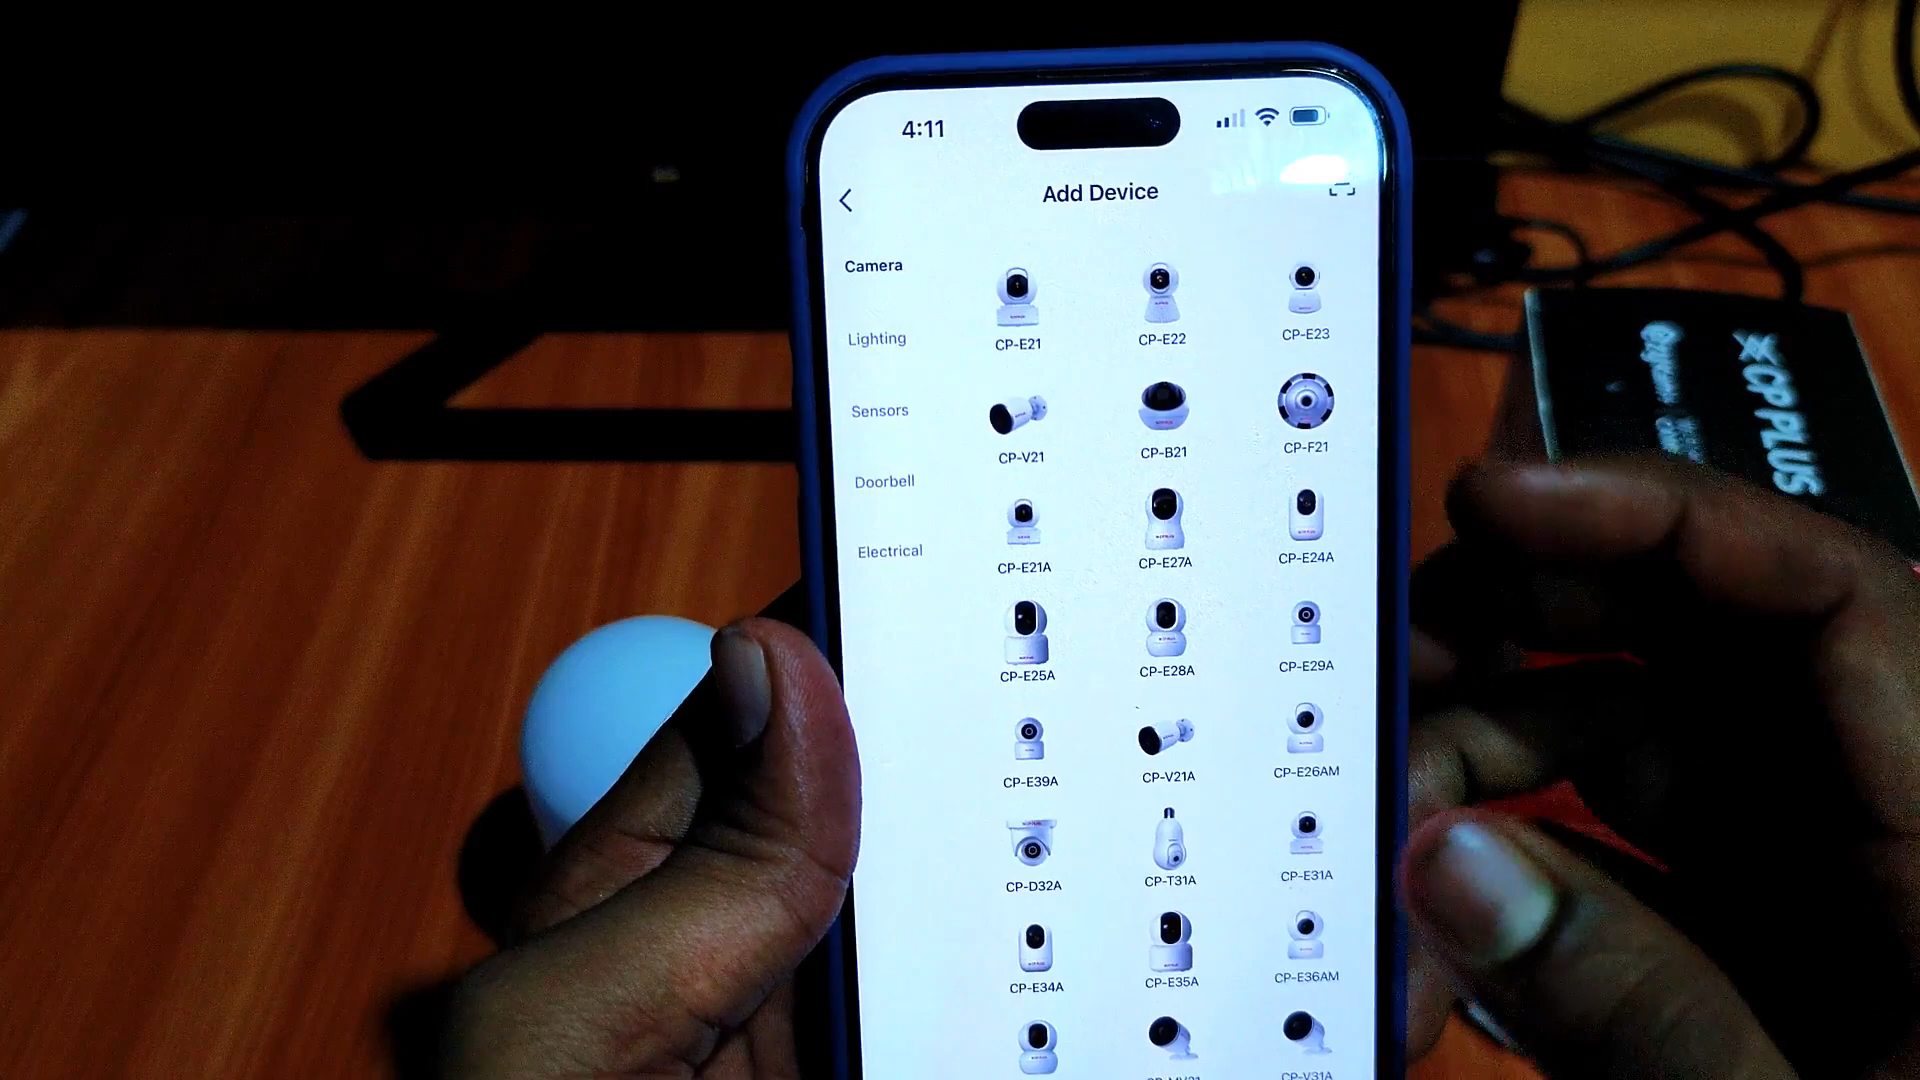 4:11
Add Device
Camera
Lighting
Sensors
Doorbell
Electrical
CP-E21
CP-E22
CP-E23
CP-V21
CP-B21
CP-F21
CP-E21A
CP-E27A
CP-E24A
CP-E25A
CP-E28A
CP-E29A
CP-E39A
CP-V21A
CP-E26AM
CP-D32A
CP-T31A
CP-E31A
CP-E34A
CP-E35A
CP-E36AM
CP-V31A
CP PLUS